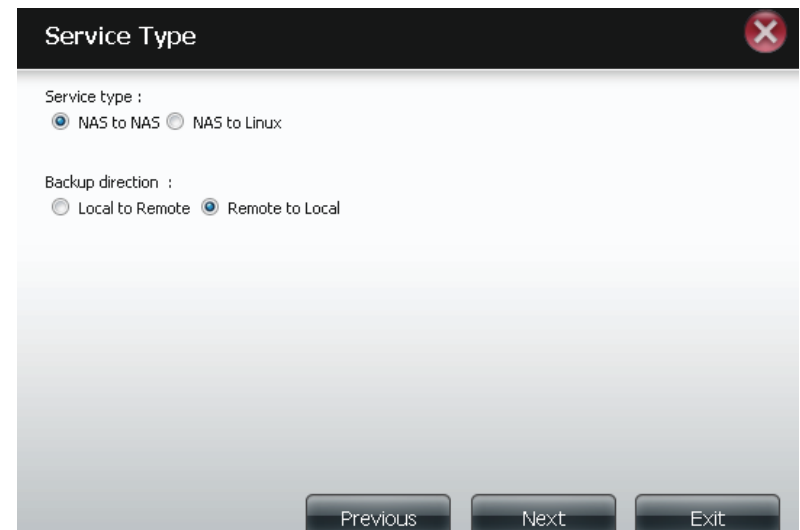 Service Type
Service type :
NAS to NAS NAS to Linux
Backup direction :
Local to Remote Remote to Local
Previous Next Exit